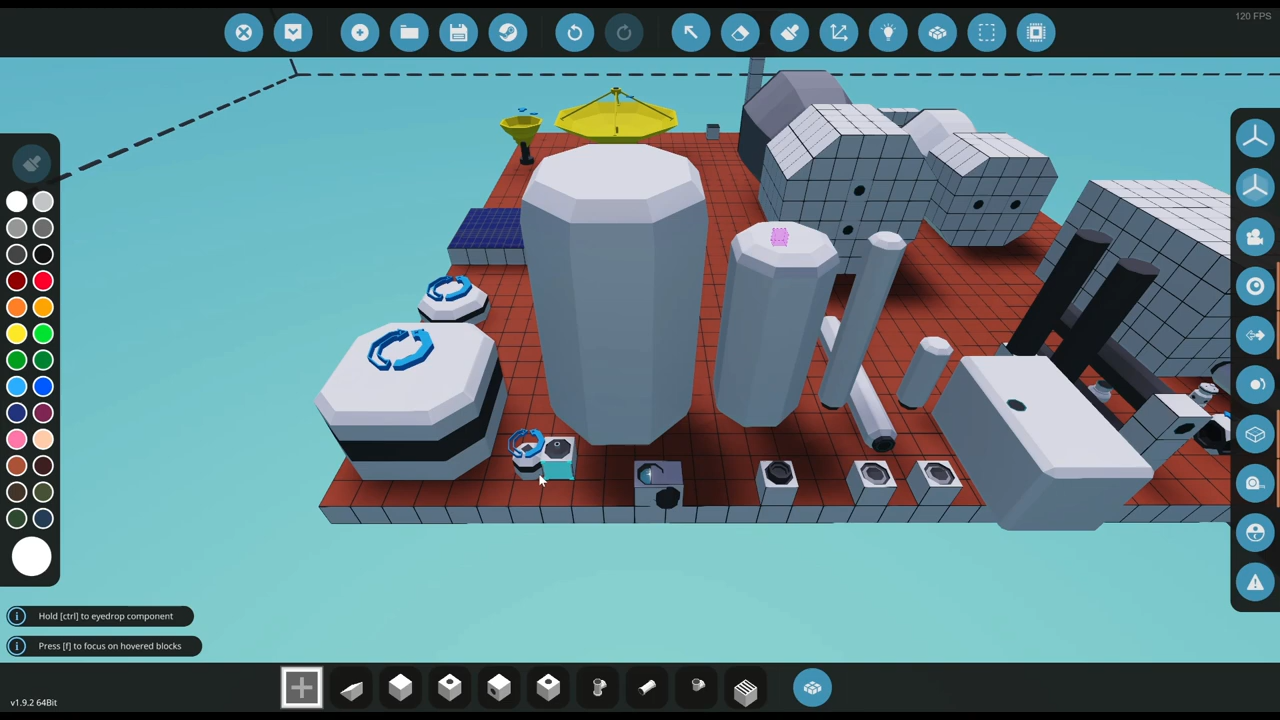 120 FPS
Hold [ctrl] to eyedrop component
Press [f] to focus on hovered blocks
v1.9.2 64Bit